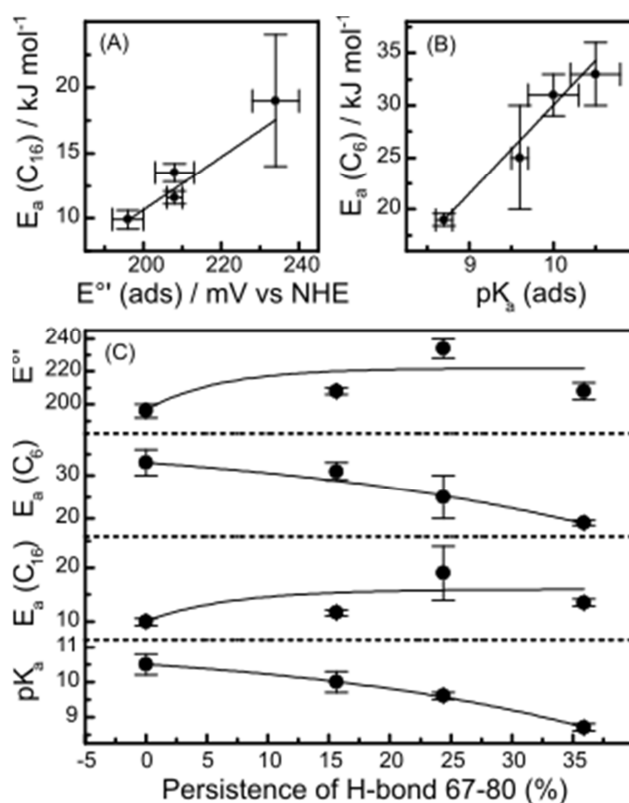 (A)
E_a (C_16) / kJ mol^-1
20
15
10
200 220 240
E°' (ads) / mV vs NHE
(B)
E_a (C_6) / kJ mol^-1
35
30
25
20
9 10
pK_a (ads)
(C)
E°'
240
220
200
E_a (C_6)
30
20
E_a (C_16)
20
10
pK_a
11
10
9
-5 0 5 10 15 20 25 30 35
Persistence of H-bond 67-80 (%)